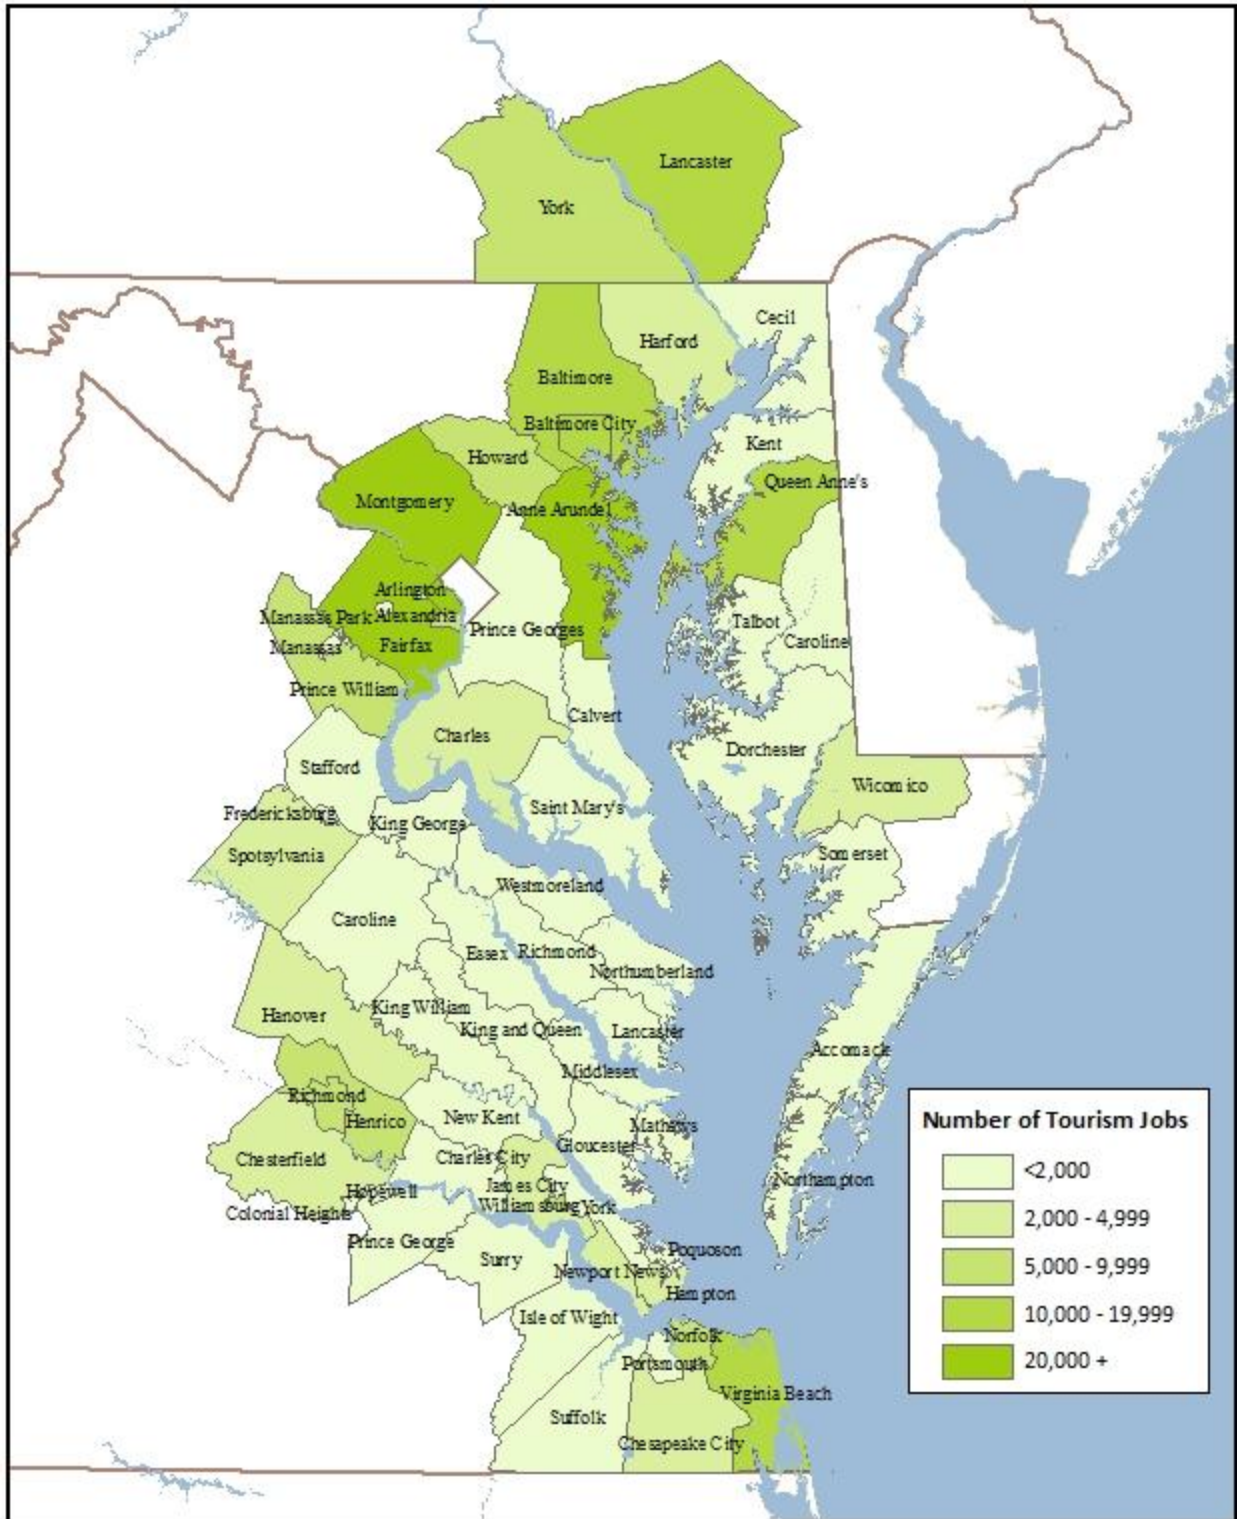 Lancaster
York
Cecil
Harford
Baltimore
Baltimore City
Kent
Howard
Queen Anne's
Montgomery
Anne Arundel
Arlington
Manassas Park
Alexandria
Talbot
Prince Georges
Caroline
Manassas
Fairfax
Prince William
Calvert
Charles
Dorchester
Stafford
Wicomico
Saint Mary's
Fredericksburg
King George
Spotsylvania
Somerset
Westmoreland
Caroline
Essex
Richmond
Northumberland
King William
Hanover
King and Queen
Lancaster
Accomack
Middlesex
Richmond
New Kent
Henrico
Mathews
Gloucester
Chesterfield
Charles City
James City
Northampton
Hopewell
Williamsburg
York
Colonial Heights
Prince George
Surry
Poquoson
Newport News
Hampton
Isle of Wight
Norfolk
Portsmouth
Virginia Beach
Suffolk
Chesapeake City
Number of Tourism Jobs
<2,000
2,000 - 4,999
5,000 - 9,999
10,000 - 19,999
20,000 +